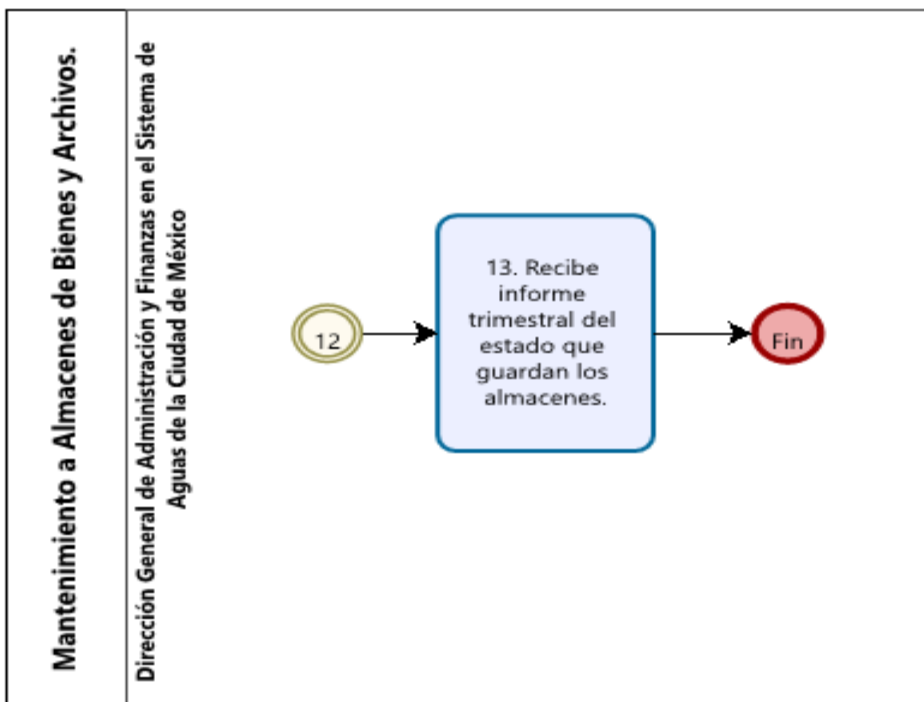 Mantenimiento a Almacenes de Bienes y Archivos.
Dirección General de Administración y Finanzas en el Sistema de
Aguas de la Ciudad de México
12
13. Recibe
informe
trimestral del
estado que
guardan los
almacenes.
Fin